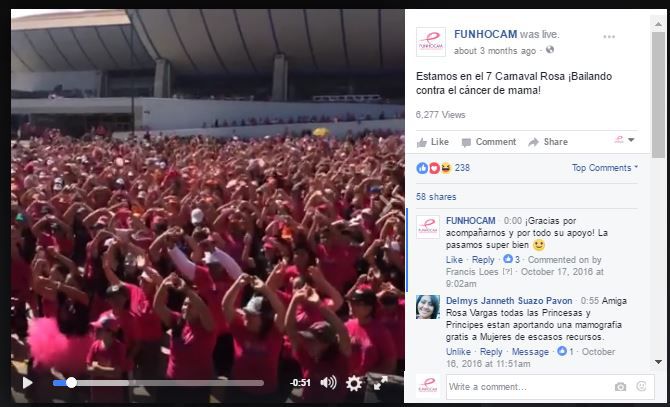 FUNHOCAM was live.
about 3 months ago ·
Estamos en el 7 Carnaval Rosa ¡Bailando
contra el cáncer de mama!
6,277 Views
Like Comment Share
238 Top Comments
58 shares
FUNHOCAM · 0:00 ¡Gracias por
acompañarnos y por todo su apoyo! La
pasamos super bien
Like · Reply · 3 · Commented on by
Francis Loes [?] · October 17, 2016 at
9:02am
Delmys Janneth Suazo Pavon · 0:55 Amiga
Rosa Vargas todas las Princesas y
Principes estan aportando una mamografía
gratis a Mujeres de escasos recursos.
Unlike · Reply · Message · 1 · October
16, 2016 at 11:51am
-0:51
Write a comment...